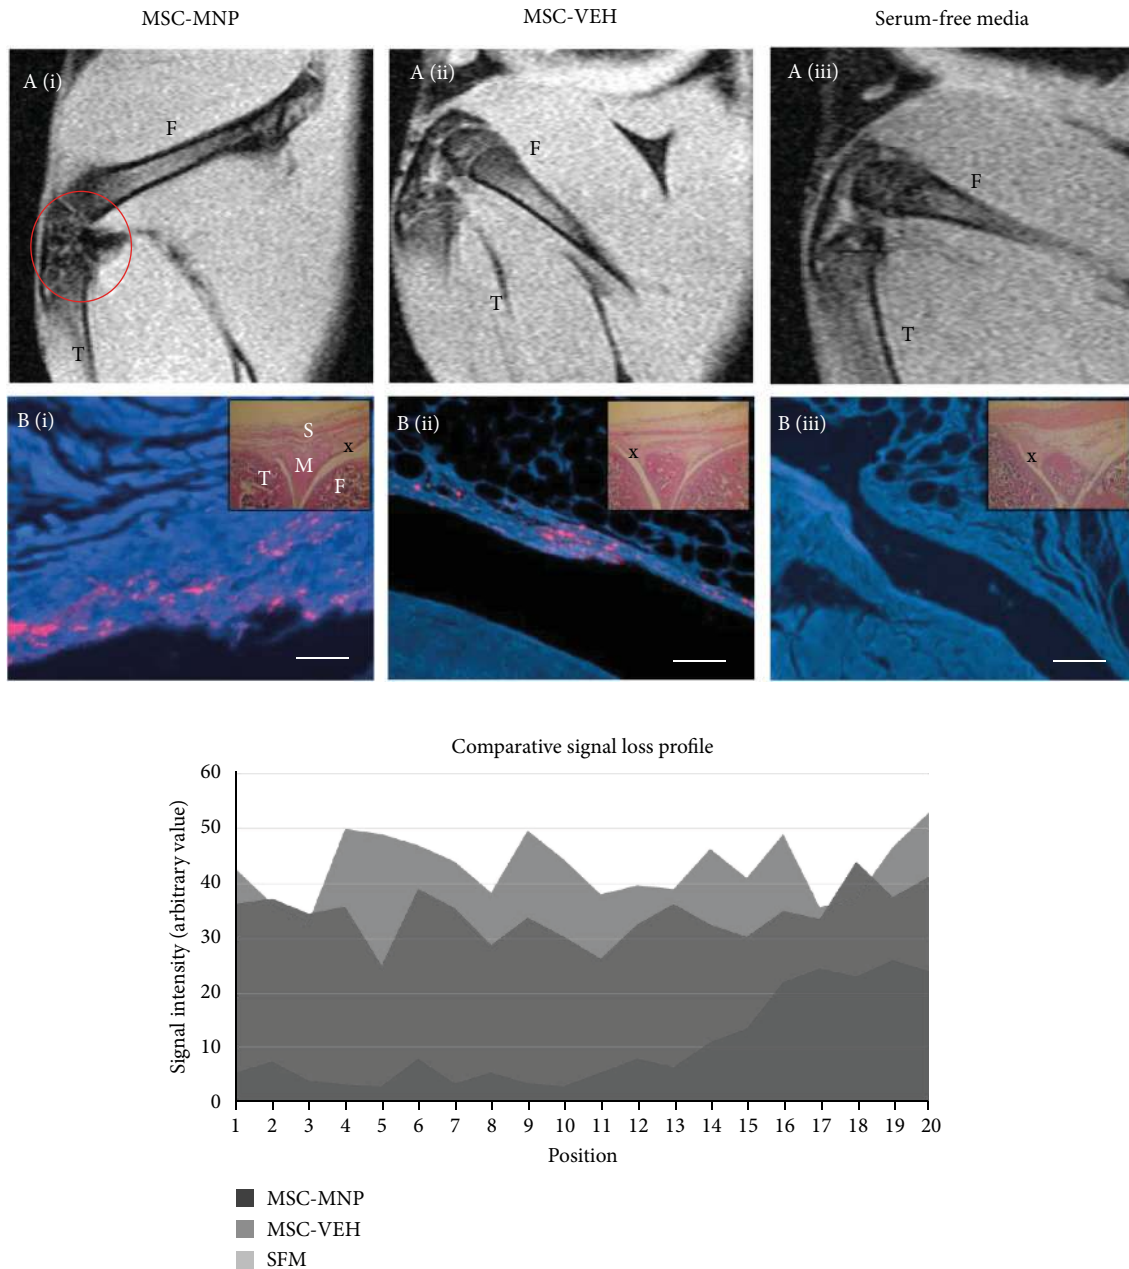 MSC-MNP
MSC-VEH
Serum-free media
A (i)
F
T
A (ii)
F
T
A (iii)
F
T
B (i)
S
x
M
T
F
B (ii)
x
B (iii)
x
Comparative signal loss profile
Signal intensity (arbitrary value)
60
50
40
30
20
10
0
1 2 3 4 5 6 7 8 9 10 11 12 13 14 15 16 17 18 19 20
Position
MSC-MNP
MSC-VEH
SFM